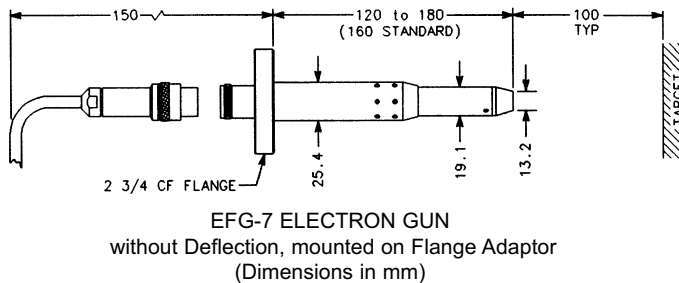 150
120 to 180
(160 STANDARD)
100
TYP
TARGET
2 3/4 CF FLANGE
25.4
19.1
13.2
EFG-7 ELECTRON GUN
without Deflection, mounted on Flange Adaptor
(Dimensions in mm)